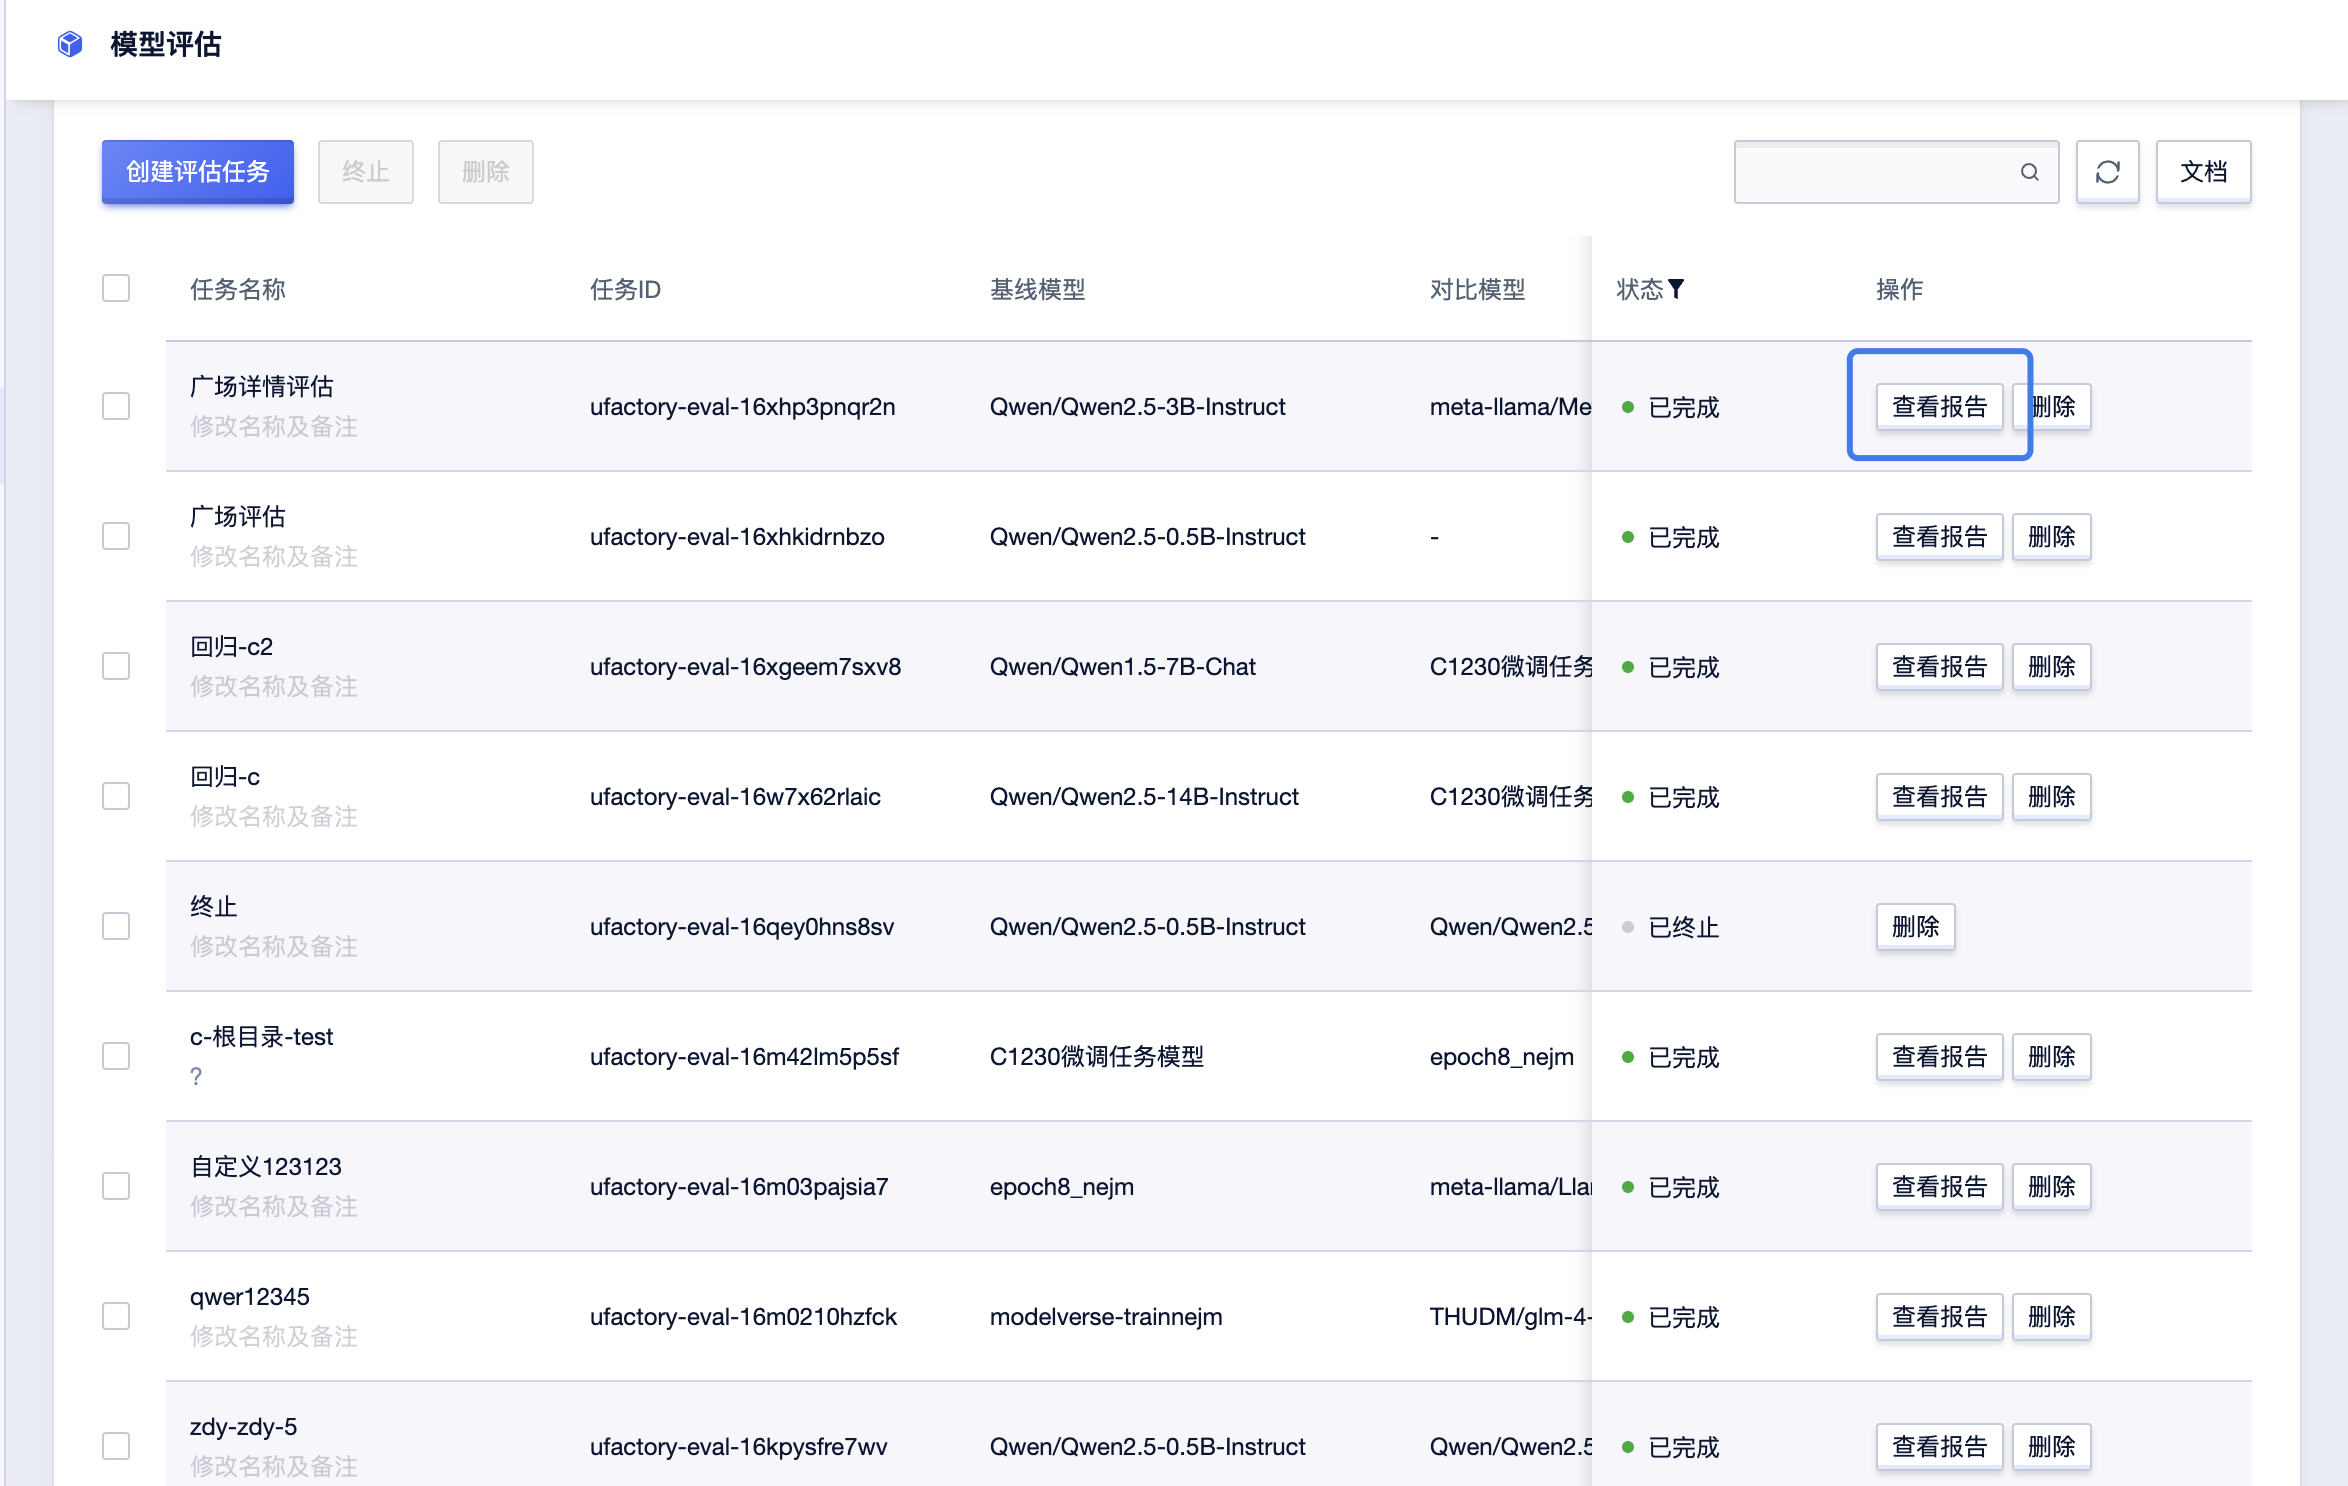 模型评估
创建评估任务 终止 删除 文档
任务名称 任务ID 基线模型 对比模型 状态 操作
广场详情评估
修改名称及备注
ufactory-eval-16xhp3pnqr2n Qwen/Qwen2.5-3B-Instruct meta-llama/Me 已完成 查看报告 删除
广场评估
修改名称及备注
ufactory-eval-16xhkidrnbzo Qwen/Qwen2.5-0.5B-Instruct - 已完成 查看报告 删除
回归-c2
修改名称及备注
ufactory-eval-16xgeem7sxv8 Qwen/Qwen1.5-7B-Chat C1230微调任务 已完成 查看报告 删除
回归-c
修改名称及备注
ufactory-eval-16w7x62rlaic Qwen/Qwen2.5-14B-Instruct C1230微调任务 已完成 查看报告 删除
终止
修改名称及备注
ufactory-eval-16qey0hns8sv Qwen/Qwen2.5-0.5B-Instruct Qwen/Qwen2.5 已终止 删除
c-根目录-test
?
ufactory-eval-16m42lm5p5sf C1230微调任务模型 epoch8_nejm 已完成 查看报告 删除
自定义123123
修改名称及备注
ufactory-eval-16m03pajsia7 epoch8_nejm meta-llama/Llar 已完成 查看报告 删除
qwer12345
修改名称及备注
ufactory-eval-16m0210hzfck modelverse-trainnejm THUDM/glm-4- 已完成 查看报告 删除
zdy-zdy-5
修改名称及备注
ufactory-eval-16kpysfre7wv Qwen/Qwen2.5-0.5B-Instruct Qwen/Qwen2.5 已完成 查看报告 删除